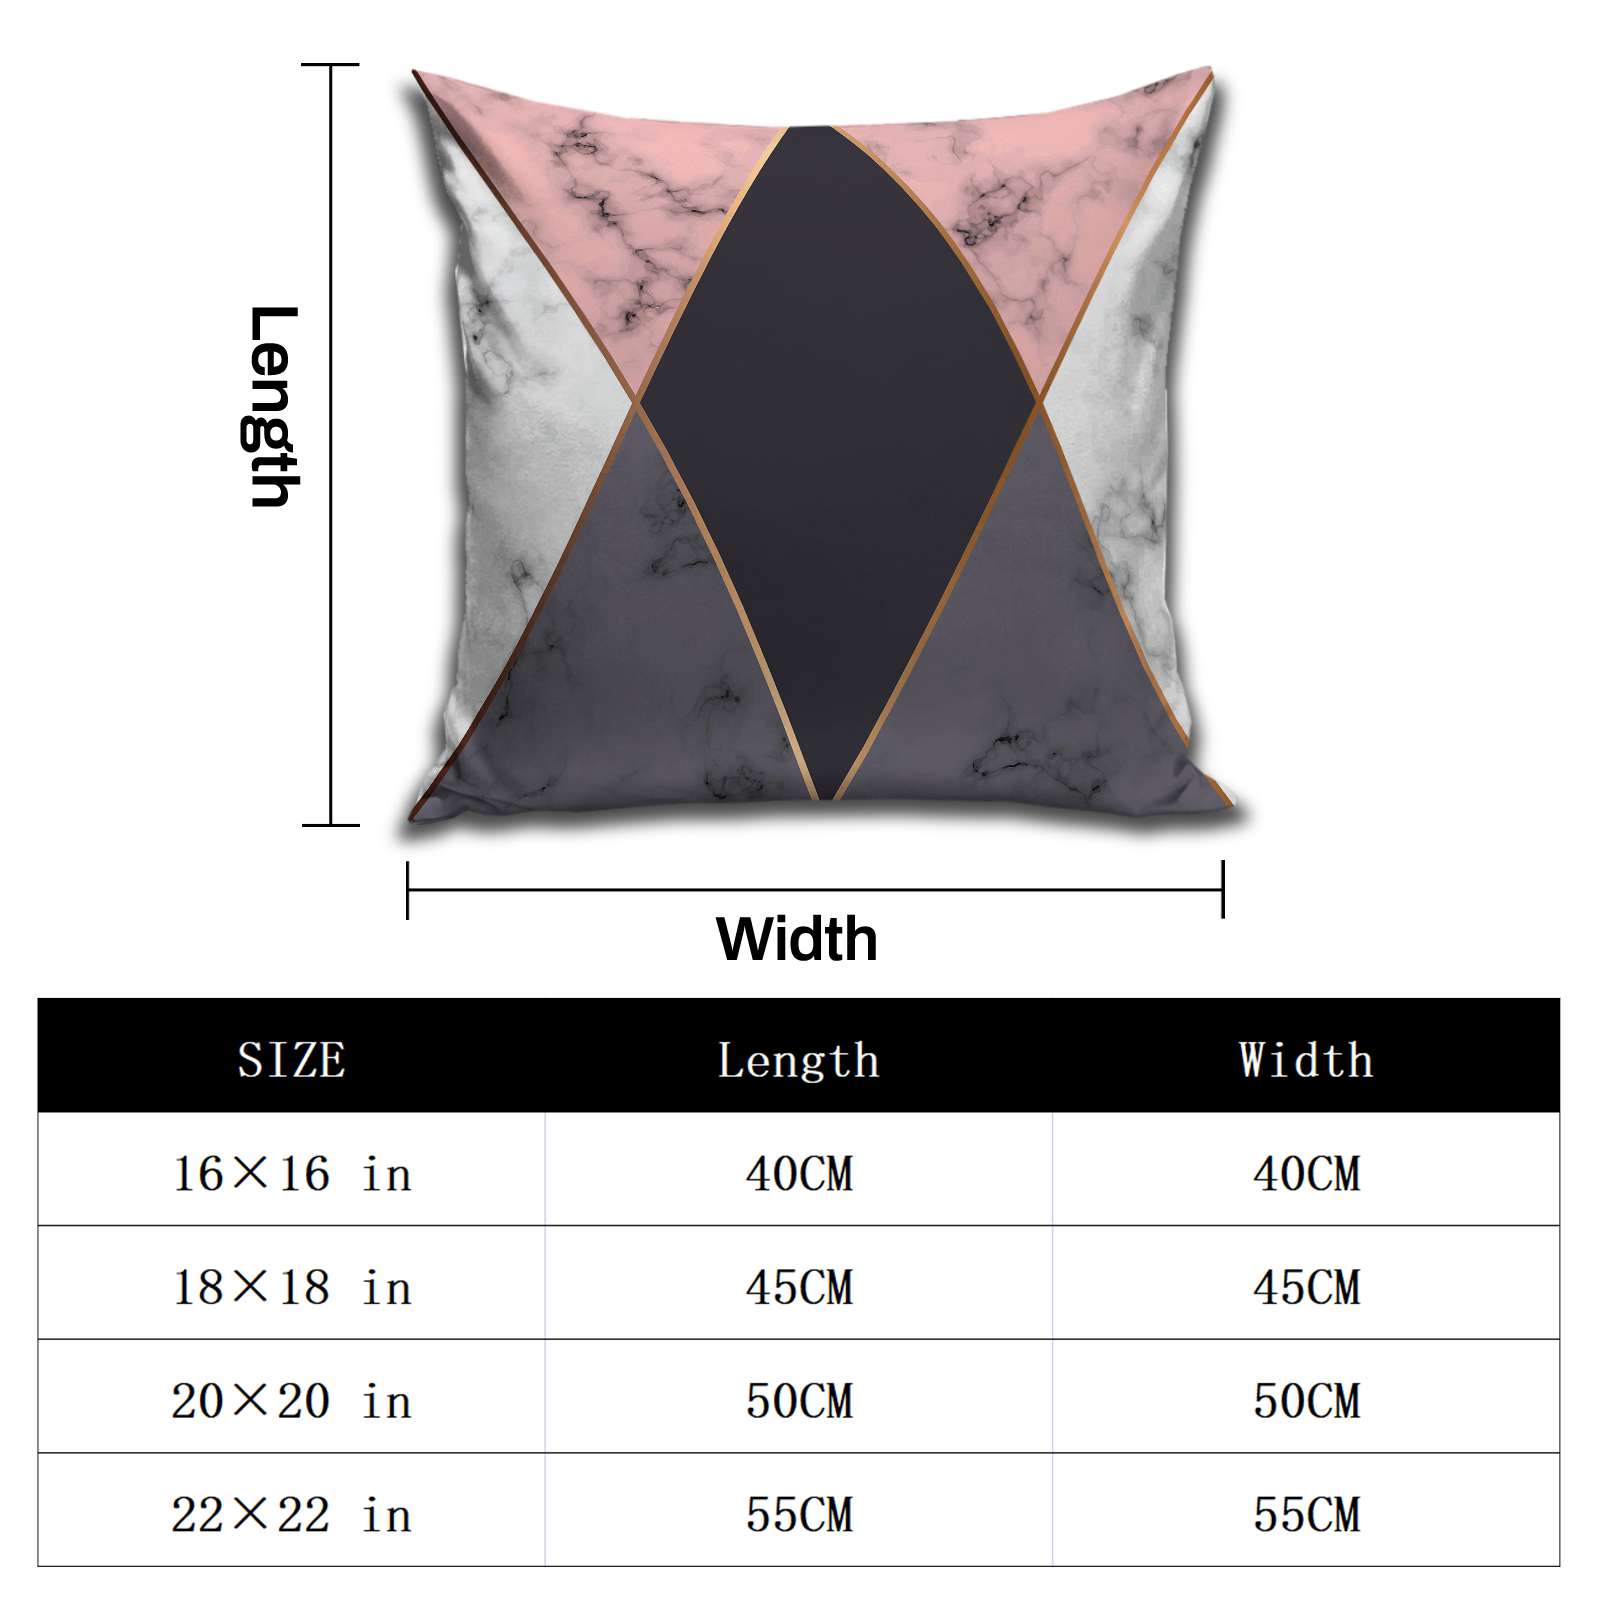 Length
Width
SIZE Length Width
16×16 in 40CM 40CM
18×18 in 45CM 45CM
20×20 in 50CM 50CM
22×22 in 55CM 55CM